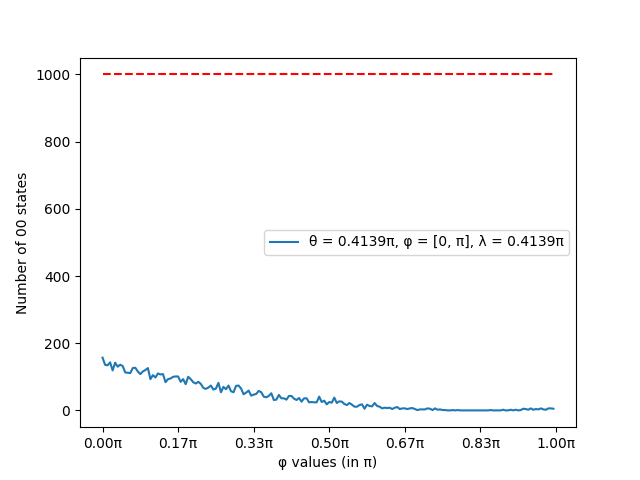 1000
800
600
400
200
0
Number of 00 states
θ = 0.4139π, φ = [0, π], λ = 0.4139π
0.00π 0.17π 0.33π 0.50π 0.67π 0.83π 1.00π
φ values (in π)